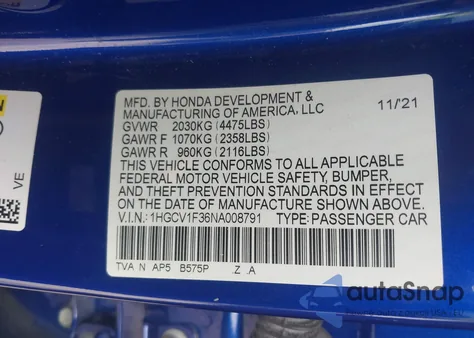 MFD. BY HONDA DEVELOPMENT &
MANUFACTURING OF AMERICA, LLC 11/21
GVWR 2030KG (4475LBS)
GAWR F 1070KG (2358LBS)
GAWR R 960KG (2116LBS)
THIS VEHICLE CONFORMS TO ALL APPLICABLE
FEDERAL MOTOR VEHICLE SAFETY, BUMPER,
AND THEFT PREVENTION STANDARDS IN EFFECT
ON THE DATE OF MANUFACTURE SHOWN ABOVE.
V.I.N.: 1HGCV1F36NA008791 TYPE: PASSENGER CAR
TVA N AP5 B575P .Z .A
VE
autoSnap